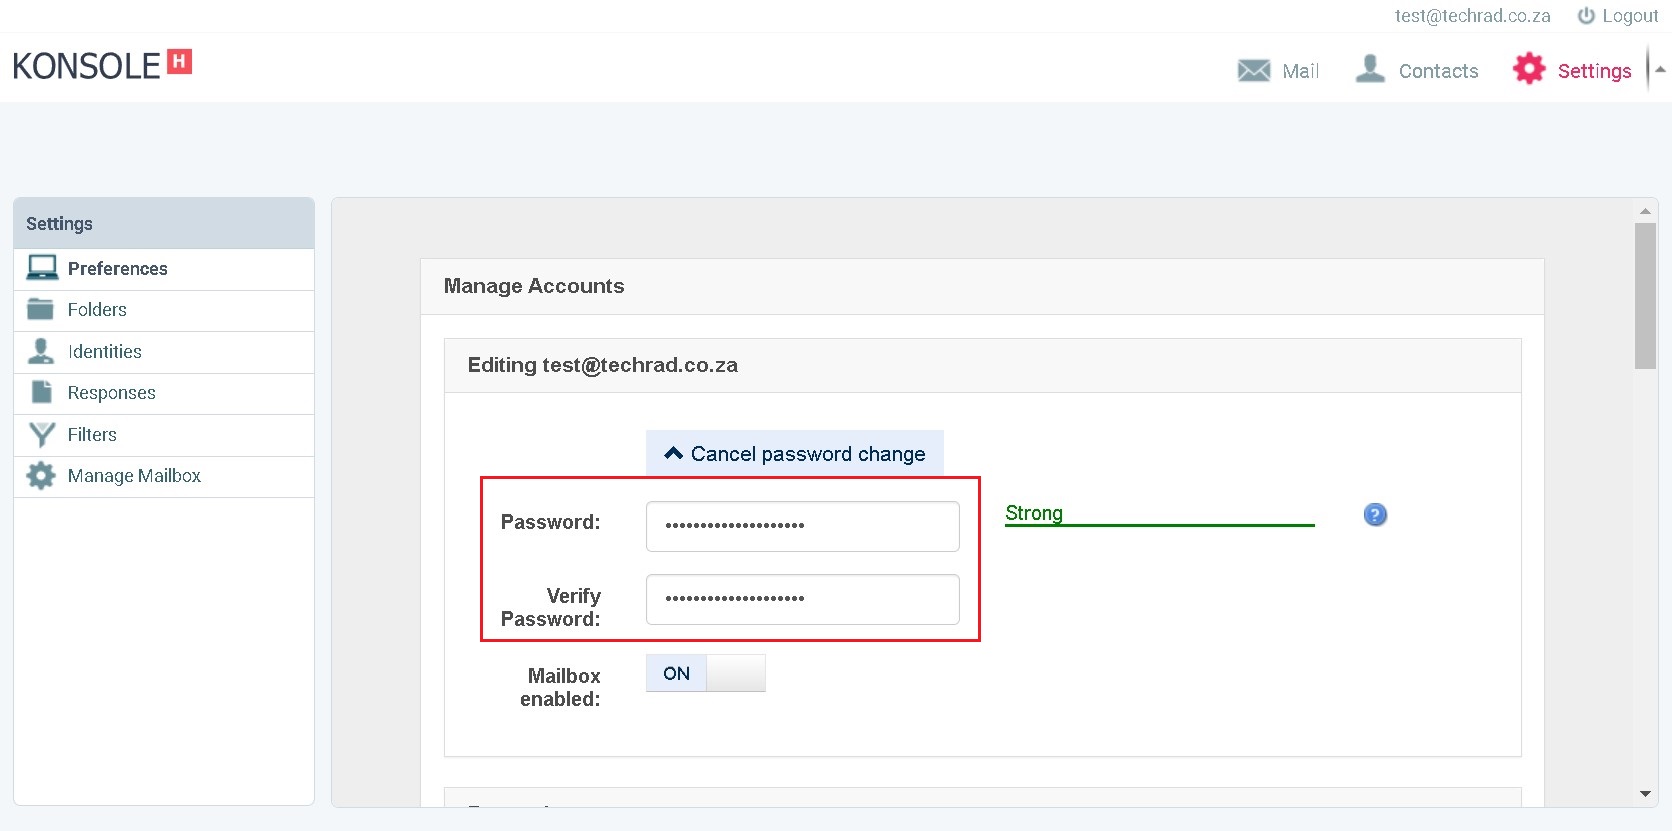 test@techrad.co.za Logout
KONSOLE H
Mail Contacts Settings
Settings
Preferences
Folders
Identities
Responses
Filters
Manage Mailbox
Manage Accounts
Editing test@techrad.co.za
Cancel password change
Password: ••••••••••••••••••••
Strong
?
Verify
Password: ••••••••••••••••••••
Mailbox
enabled:
ON